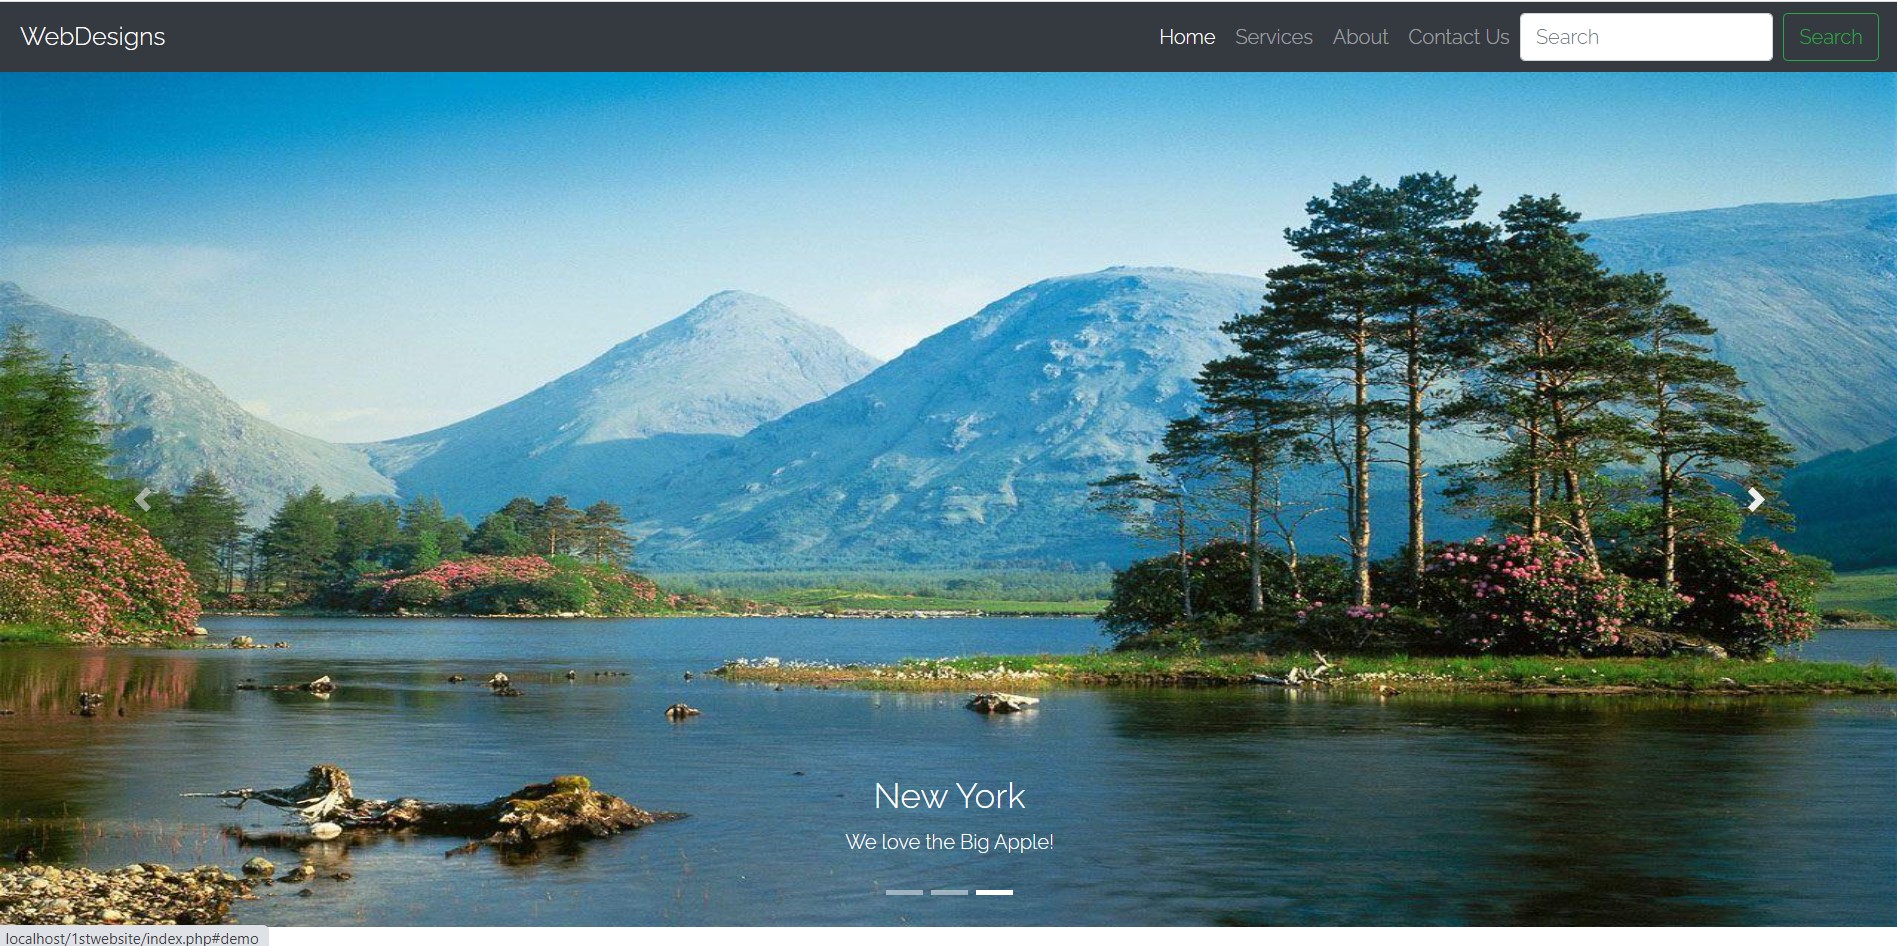 WebDesigns
Home Services About Contact Us Search Search
New York
We love the Big Apple!
localhost/1stwebsite/index.php#demo